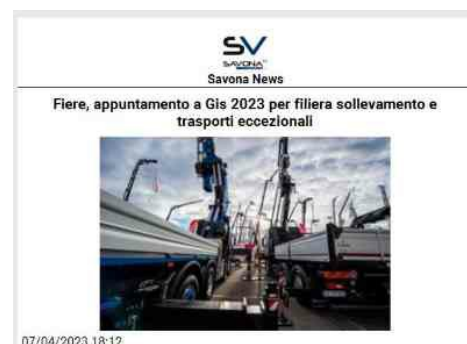 SV
SAVONA
Savona News
Fiere, appuntamento a Gis 2023 per filiera sollevamento e
trasporti eccezionali
07/04/2023 18:12